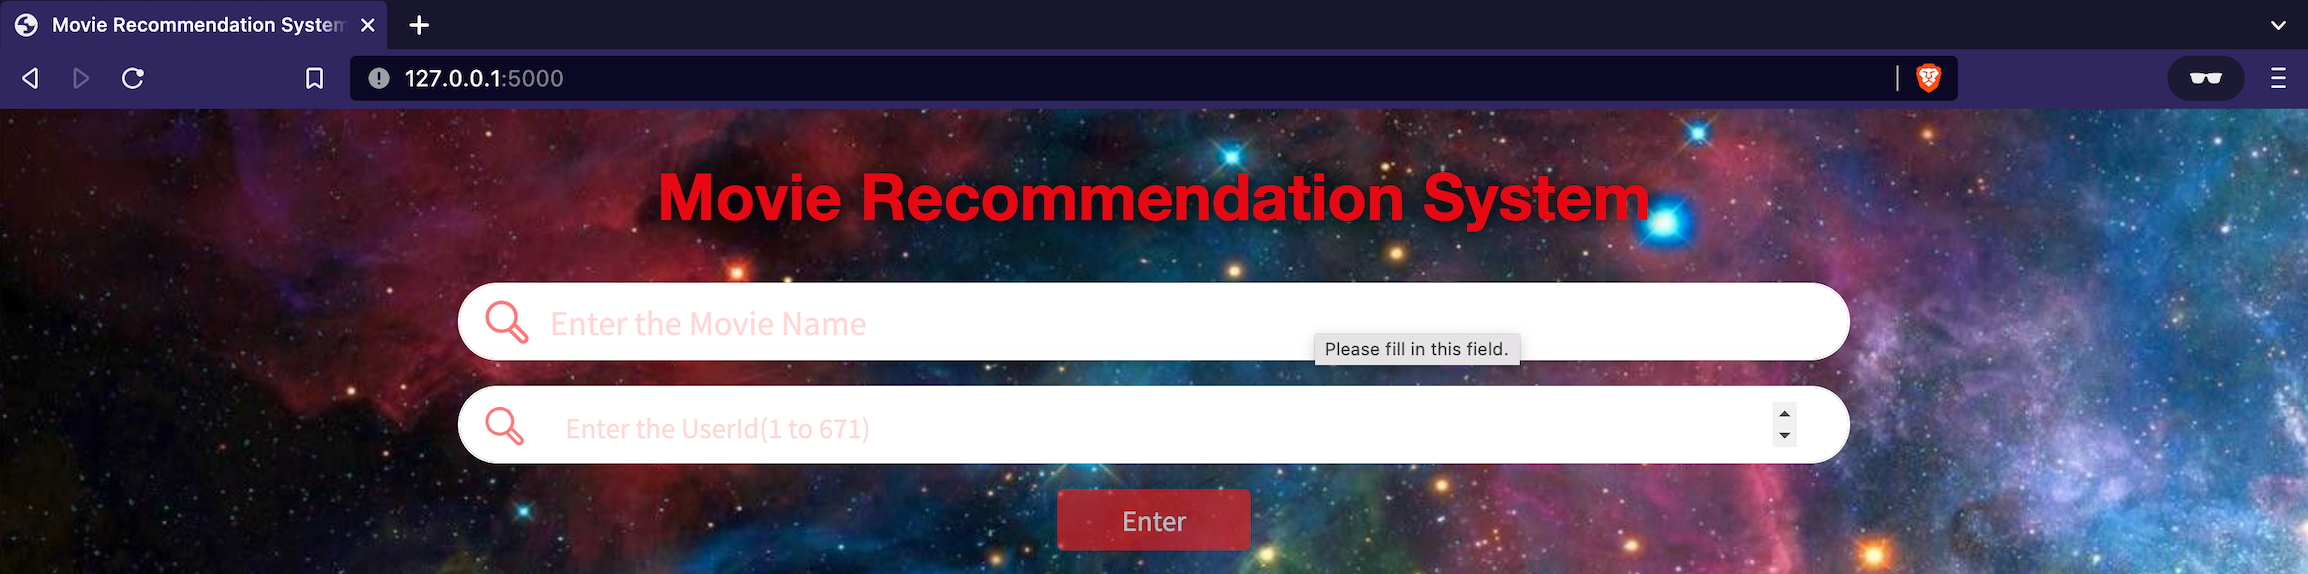 Movie Recommendation System
127.0.0.1:5000
Movie Recommendation System
Enter the Movie Name
Please fill in this field.
Enter the UserId(1 to 671)
Enter